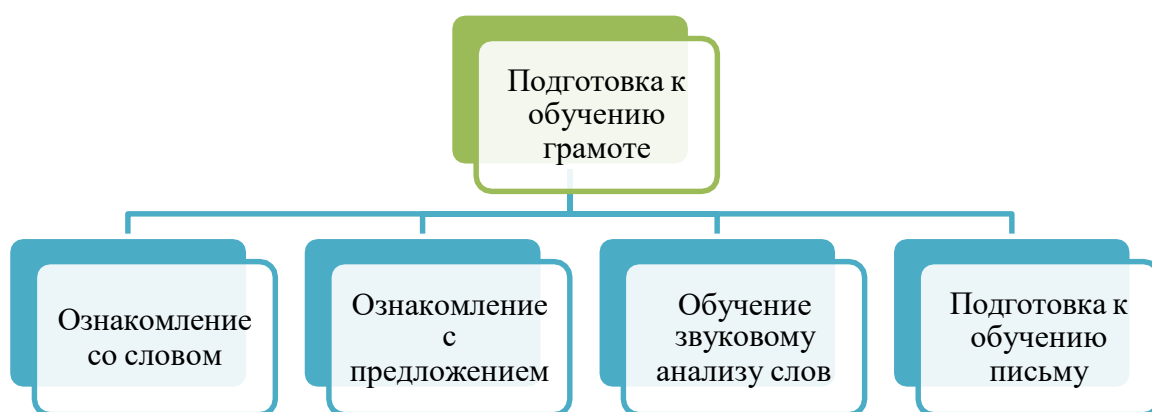 Подготовка к
обучению
грамоте
Ознакомление
со словом
Ознакомление
с
предложением
Обучение
звуковому
анализу слов
Подготовка к
обучению
письму